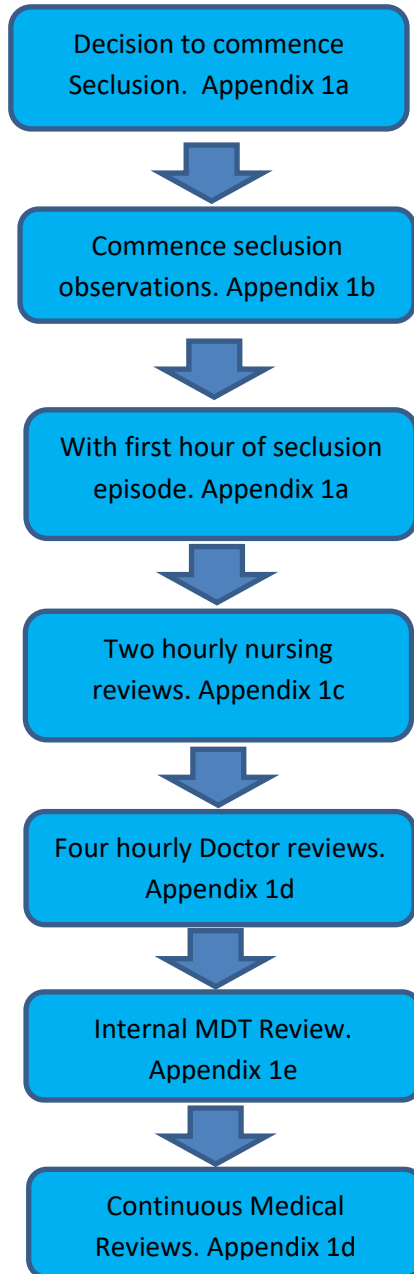 Decision to commence
Seclusion.  Appendix 1a
Commence seclusion
observations. Appendix 1b
With first hour of seclusion
episode. Appendix 1a
Two hourly nursing
reviews. Appendix 1c
Four hourly Doctor reviews.
Appendix 1d
Internal MDT Review.
Appendix 1e
Continuous Medical
Reviews. Appendix 1d